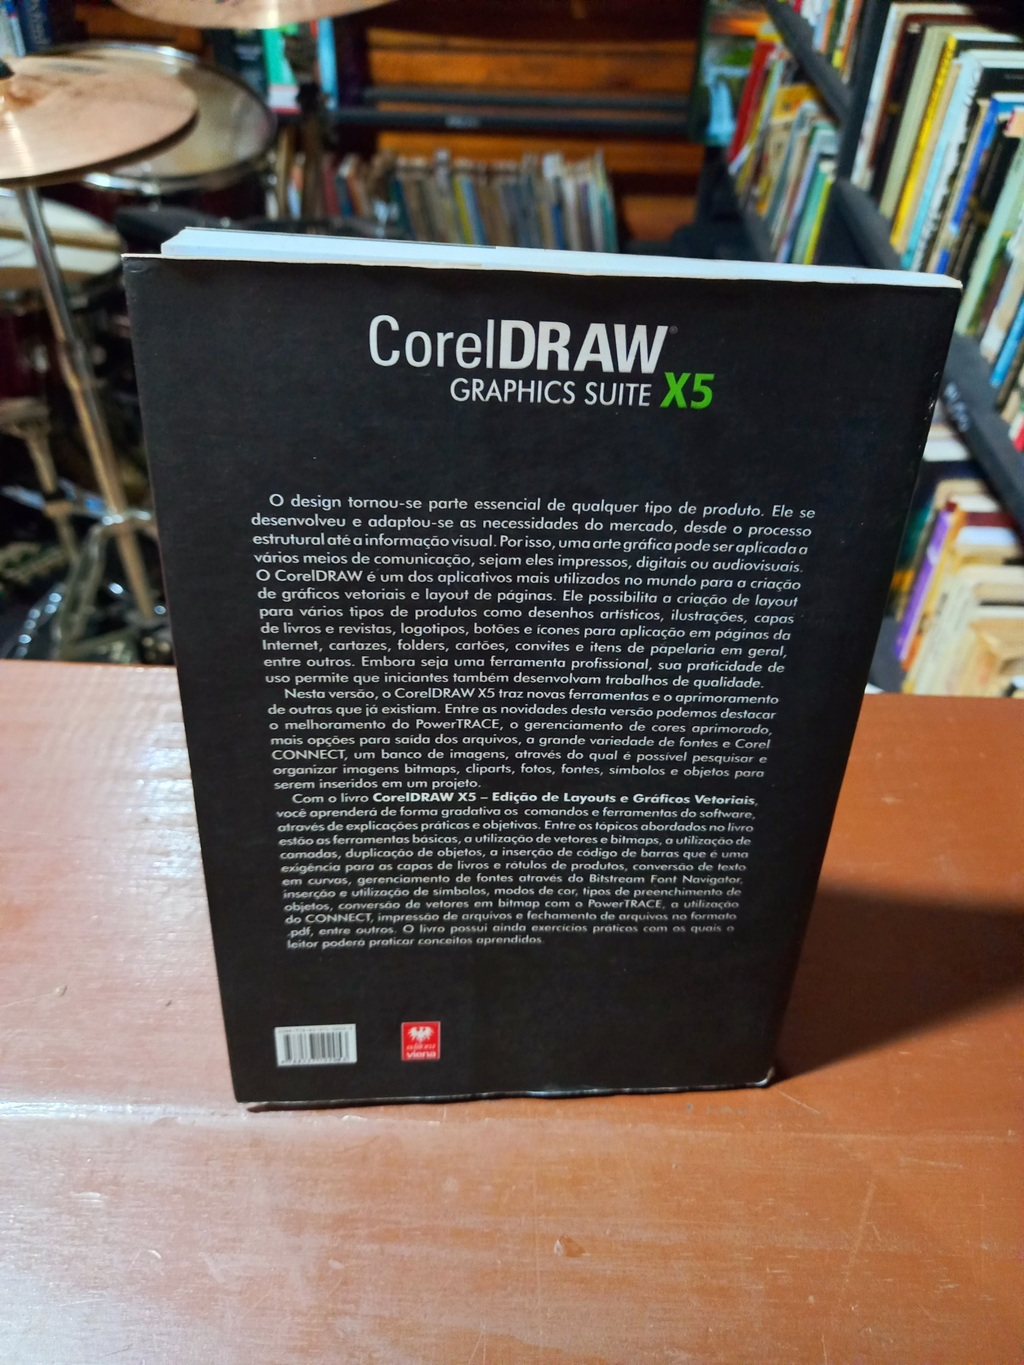 CorelDRAW®
GRAPHICS SUITE X5
O design tornou-se parte essencial de qualquer tipo de produto. Ele se
desenvolveu e adaptou-se as necessidades do mercado, desde o processo
estrutural até a informação visual. Por isso, uma arte gráfica pode ser aplicada a
vários meios de comunicação, sejam eles impressos, digitais ou audiovisuais.
O CorelDRAW é um dos aplicativos mais utilizados no mundo para a criação
de gráficos vetoriais e layout de páginas. Ele possibilita a criação de layout
para vários tipos de produtos como desenhos artísticos, ilustrações, capas
de livros e revistas, logotipos, botões e ícones para aplicação em páginas da
Internet, cartazes, folders, cartões, convites e itens de papelaria em geral,
entre outros. Embora seja uma ferramenta profissional, sua praticidade de
uso permite que iniciantes também desenvolvam trabalhos de qualidade.
Nesta versão, o CorelDRAW X5 traz novas ferramentas e o aprimoramento
de outras que já existiam. Entre as novidades desta versão podemos destacar
o melhoramento do PowerTRACE, o gerenciamento de cores aprimorado,
mais opções para saída dos arquivos, a grande variedade de fontes e Corel
CONNECT, um banco de imagens, através do qual é possível pesquisar e
organizar imagens bitmaps, cliparts, fotos, fontes, símbolos e objetos para
serem inseridos em um projeto.
Com o livro CorelDRAW X5 – Edição de Layouts e Gráficos Vetoriais,
você aprenderá de forma gradativa os comandos e ferramentas do software,
através de explicações práticas e objetivas. Entre os tópicos abordados no livro
estão as ferramentas básicas, a utilização de vetores e bitmaps, a utilização de
camadas, duplicação de objetos, a inserção de código de barras que é uma
exigência para as capas de livros e rótulos de produtos, conversão de texto
em curvas, gerenciamento de fontes através do Bitstream Font Navigator,
inserção e utilização de símbolos, modos de cor, tipos de preenchimento de
objetos, conversão de vetores em bitmap com o PowerTRACE, a utilização
do CONNECT, impressão de arquivos e fechamento de arquivos no formato
.pdf, entre outros. O livro possui ainda exercícios práticos com os quais o
leitor poderá praticar conceitos aprendidos.
viena